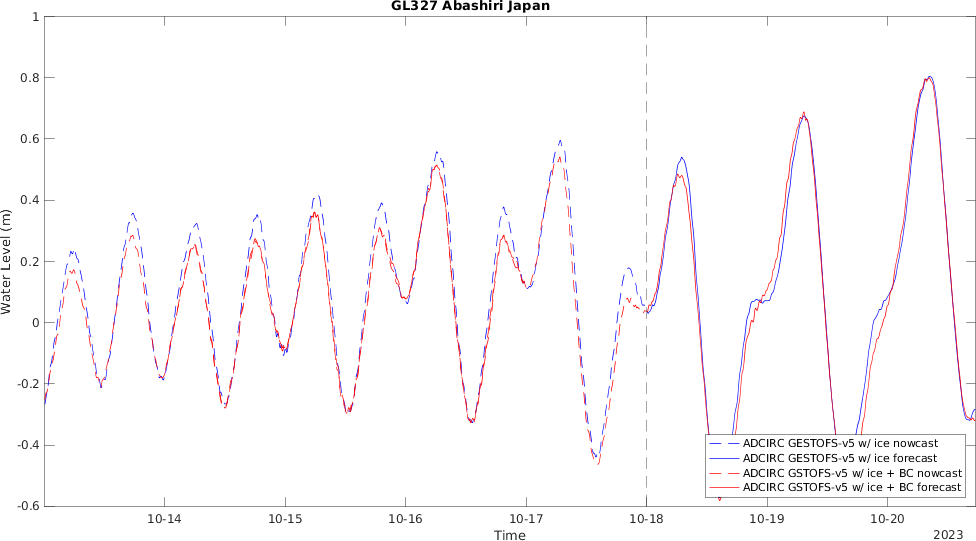 GL327 Abashiri Japan
1
0.8
0.6
0.4
0.2
0
-0.2
-0.4
-0.6
Water Level (m)
ADCIRC GESTOFS-v5 w/ ice nowcast
ADCIRC GESTOFS-v5 w/ ice forecast
ADCIRC GSTOFS-v5 w/ ice + BC nowcast
ADCIRC GSTOFS-v5 w/ ice + BC forecast
10-14 10-15 10-16 10-17 10-18 10-19 10-20
Time
2023